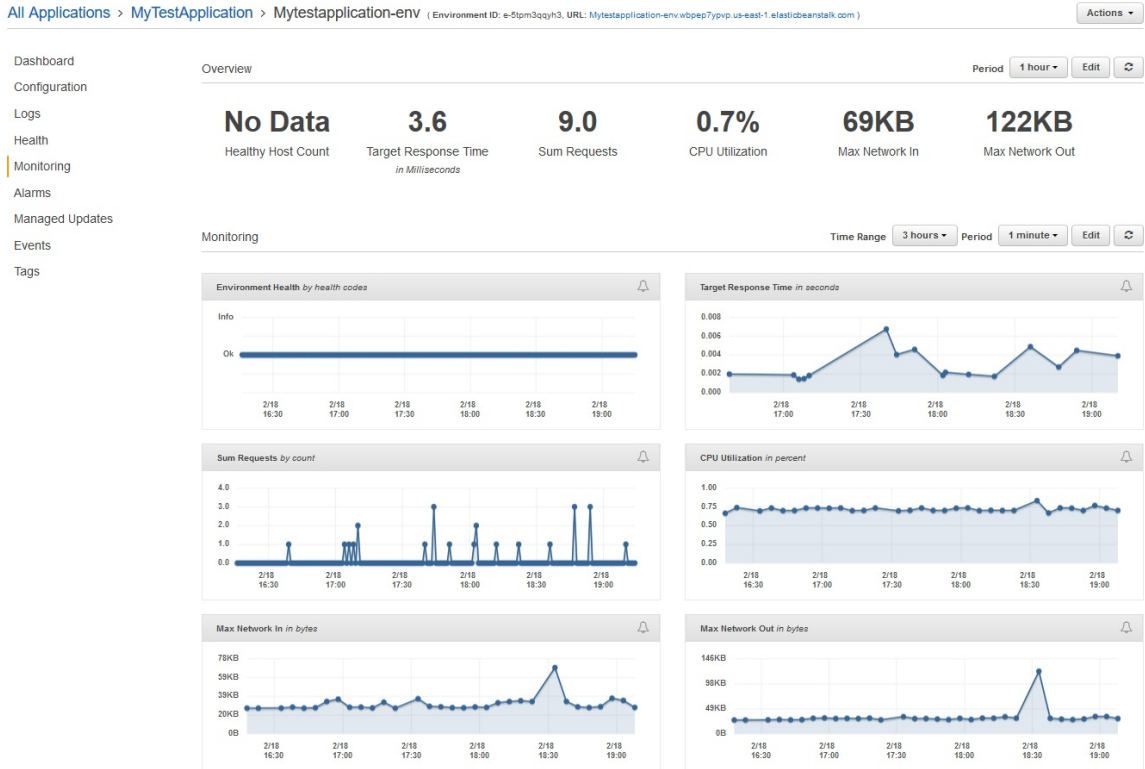 All Applications > MyTestApplication > Mytestapplication-env ( Environment ID: e-5tpm3qqyh3, URL: Mytestapplication-env.wbpep7ypvp.us-east-1.elasticbeanstalk.com )
Actions
Dashboard
Configuration
Logs
Health
Monitoring
Alarms
Managed Updates
Events
Tags
Overview
Period 1 hour Edit
No Data
Healthy Host Count
3.6
Target Response Time
in Milliseconds
9.0
Sum Requests
0.7%
CPU Utilization
69KB
Max Network In
122KB
Max Network Out
Monitoring
Time Range 3 hours Period 1 minute Edit
Environment Health by health codes
Info
Ok
2/18 2/18 2/18 2/18 2/18 2/18
16:30 17:00 17:30 18:00 18:30 19:00
Target Response Time in seconds
0.008
0.006
0.004
0.002
0.000
2/18 2/18 2/18 2/18 2/18
17:00 17:30 18:00 18:30 19:00
Sum Requests by count
4.0
3.0
2.0
1.0
0.0
2/18 2/18 2/18 2/18 2/18 2/18
16:30 17:00 17:30 18:00 18:30 19:00
CPU Utilization in percent
1.00
0.75
0.50
0.25
0.00
2/18 2/18 2/18 2/18 2/18 2/18
16:30 17:00 17:30 18:00 18:30 19:00
Max Network In in bytes
78KB
59KB
39KB
20KB
0B
2/18 2/18 2/18 2/18 2/18 2/18
16:30 17:00 17:30 18:00 18:30 19:00
Max Network Out in bytes
146KB
98KB
49KB
0B
2/18 2/18 2/18 2/18 2/18 2/18
16:30 17:00 17:30 18:00 18:30 19:00